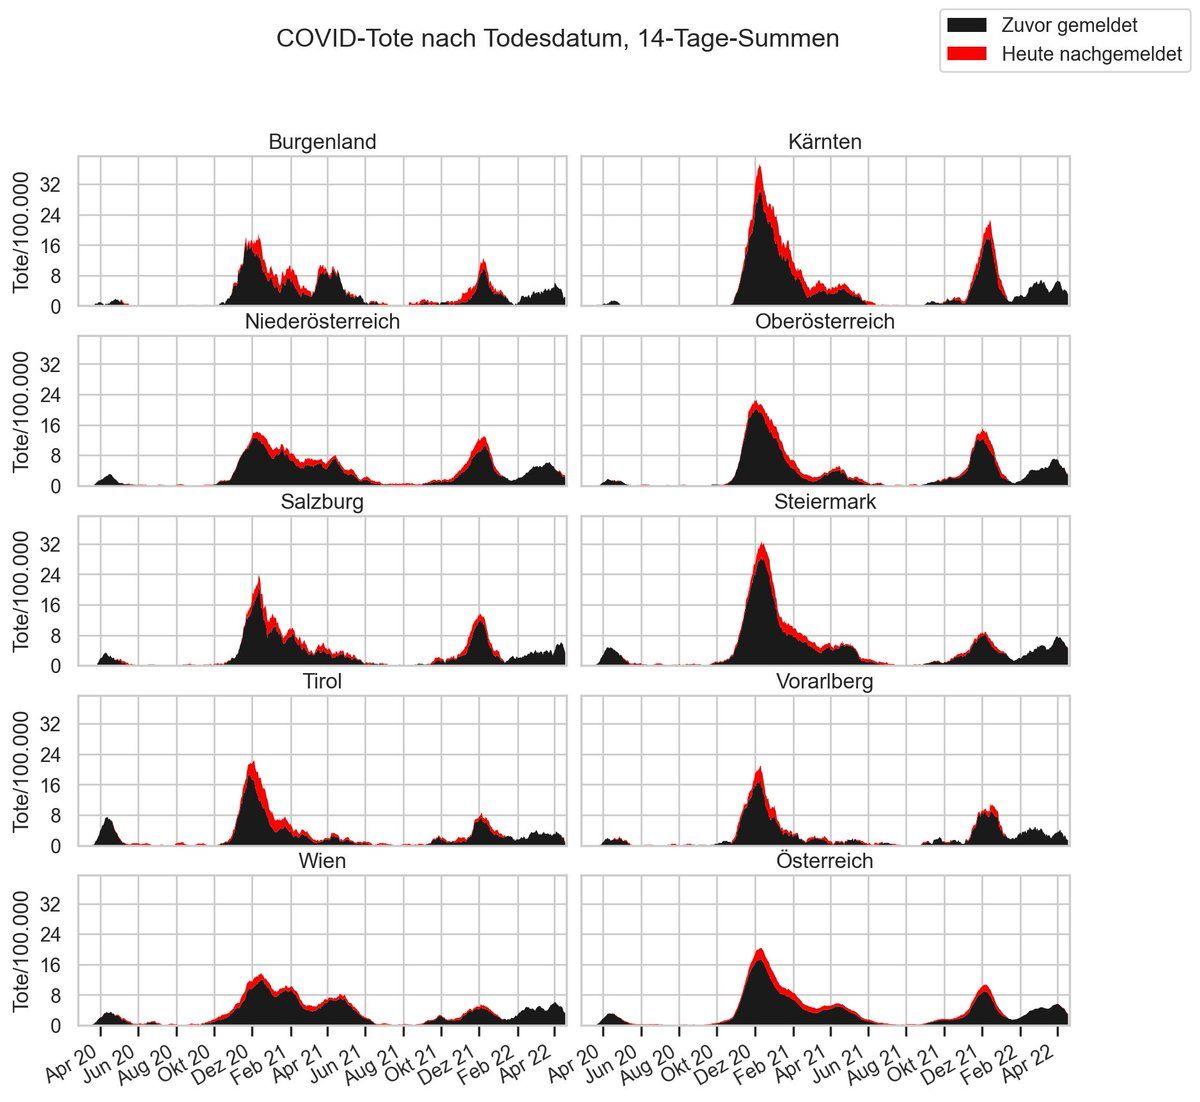 COVID-Tote nach Todesdatum, 14-Tage-Summen
Zuvor gemeldet
Heute nachgemeldet
Burgenland
Tote/100.000
32
24
16
8
0
Kärnten
Niederösterreich
Tote/100.000
32
24
16
8
0
Oberösterreich
Salzburg
Tote/100.000
32
24
16
8
0
Steiermark
Tirol
Tote/100.000
32
24
16
8
0
Vorarlberg
Wien
Tote/100.000
32
24
16
8
0
Österreich
Apr 20 Jun 20 Aug 20 Okt 20 Dez 20 Feb 21 Apr 21 Jun 21 Aug 21 Okt 21 Dez 21 Feb 22 Apr 22
Apr 20 Jun 20 Aug 20 Okt 20 Dez 20 Feb 21 Apr 21 Jun 21 Aug 21 Okt 21 Dez 21 Feb 22 Apr 22